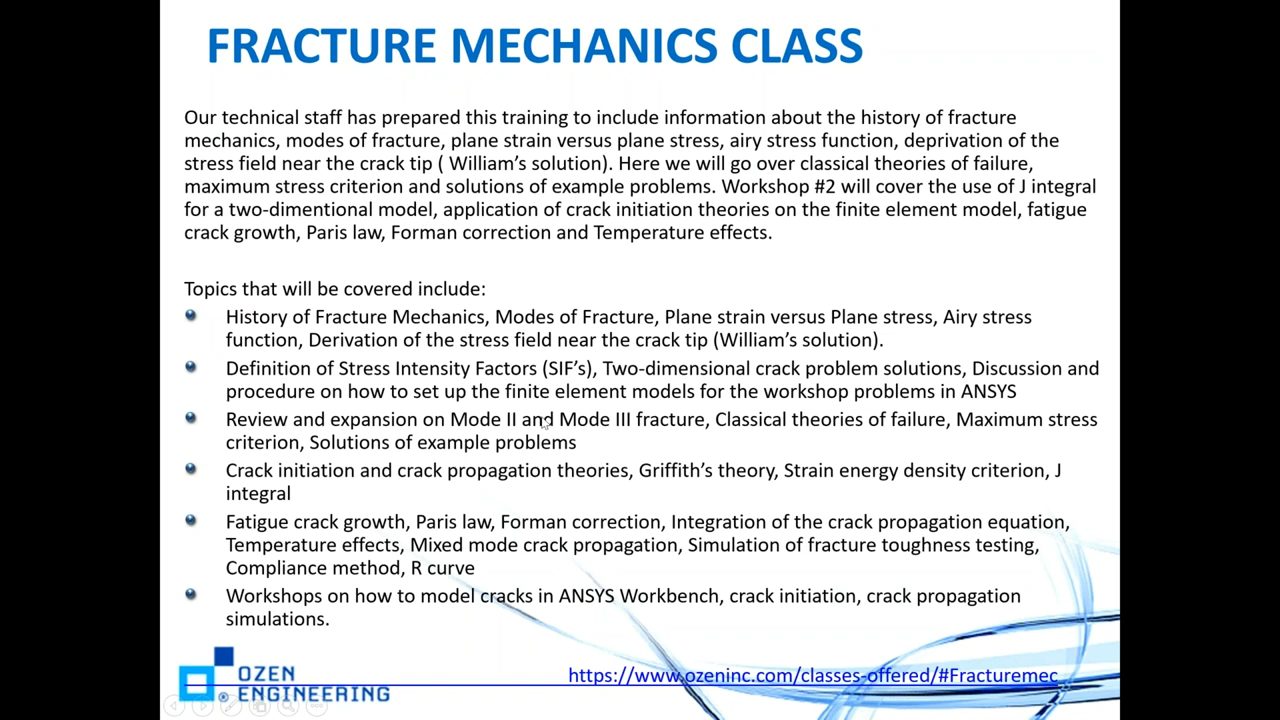 FRACTURE MECHANICS CLASS
Our technical staff has prepared this training to include information about the history of fracture
mechanics, modes of fracture, plane strain versus plane stress, airy stress function, deprivation of the
stress field near the crack tip ( William's solution). Here we will go over classical theories of failure,
maximum stress criterion and solutions of example problems. Workshop #2 will cover the use of J integral
for a two-dimentional model, application of crack initiation theories on the finite element model, fatigue
crack growth, Paris law, Forman correction and Temperature effects.
Topics that will be covered include:
History of Fracture Mechanics, Modes of Fracture, Plane strain versus Plane stress, Airy stress
function, Derivation of the stress field near the crack tip (William's solution).
Definition of Stress Intensity Factors (SIF's), Two-dimensional crack problem solutions, Discussion and
procedure on how to set up the finite element models for the workshop problems in ANSYS
Review and expansion on Mode II and Mode III fracture, Classical theories of failure, Maximum stress
criterion, Solutions of example problems
Crack initiation and crack propagation theories, Griffith's theory, Strain energy density criterion, J
integral
Fatigue crack growth, Paris law, Forman correction, Integration of the crack propagation equation,
Temperature effects, Mixed mode crack propagation, Simulation of fracture toughness testing,
Compliance method, R curve
Workshops on how to model cracks in ANSYS Workbench, crack initiation, crack propagation
simulations.
OZEN
ENGINEERING
https://www.ozeninc.com/classes-offered/#Fracturemec